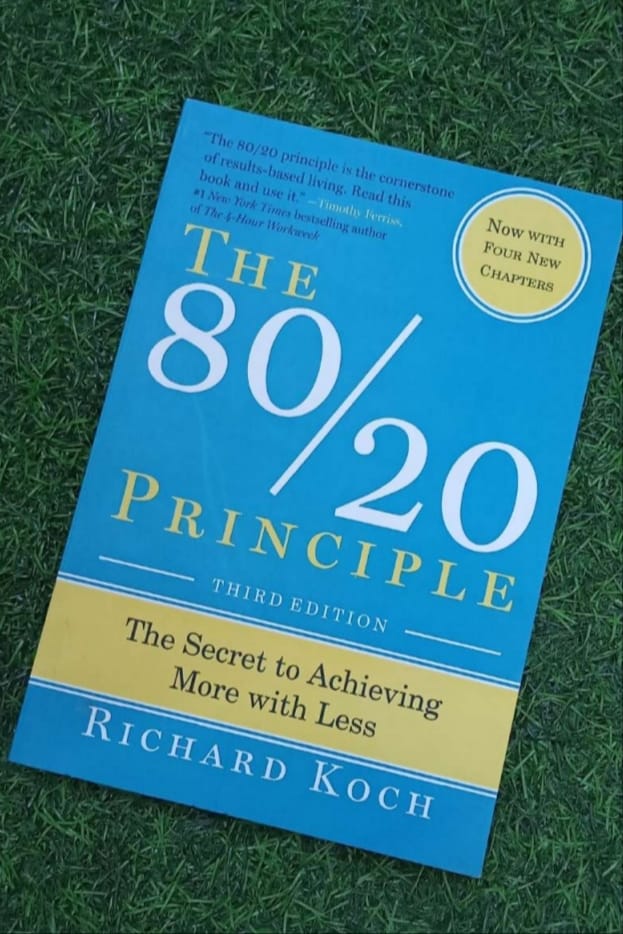 "The 80/20 principle is the cornerstone
of results-based living. Read this
book and use it." —Timothy Ferriss,
#1 New York Times bestselling author
of The 4-Hour Workweek
Now with
Four New
Chapters
The
80/20
Principle
THIRD EDITION
The Secret to Achieving
More with Less
Richard Koch